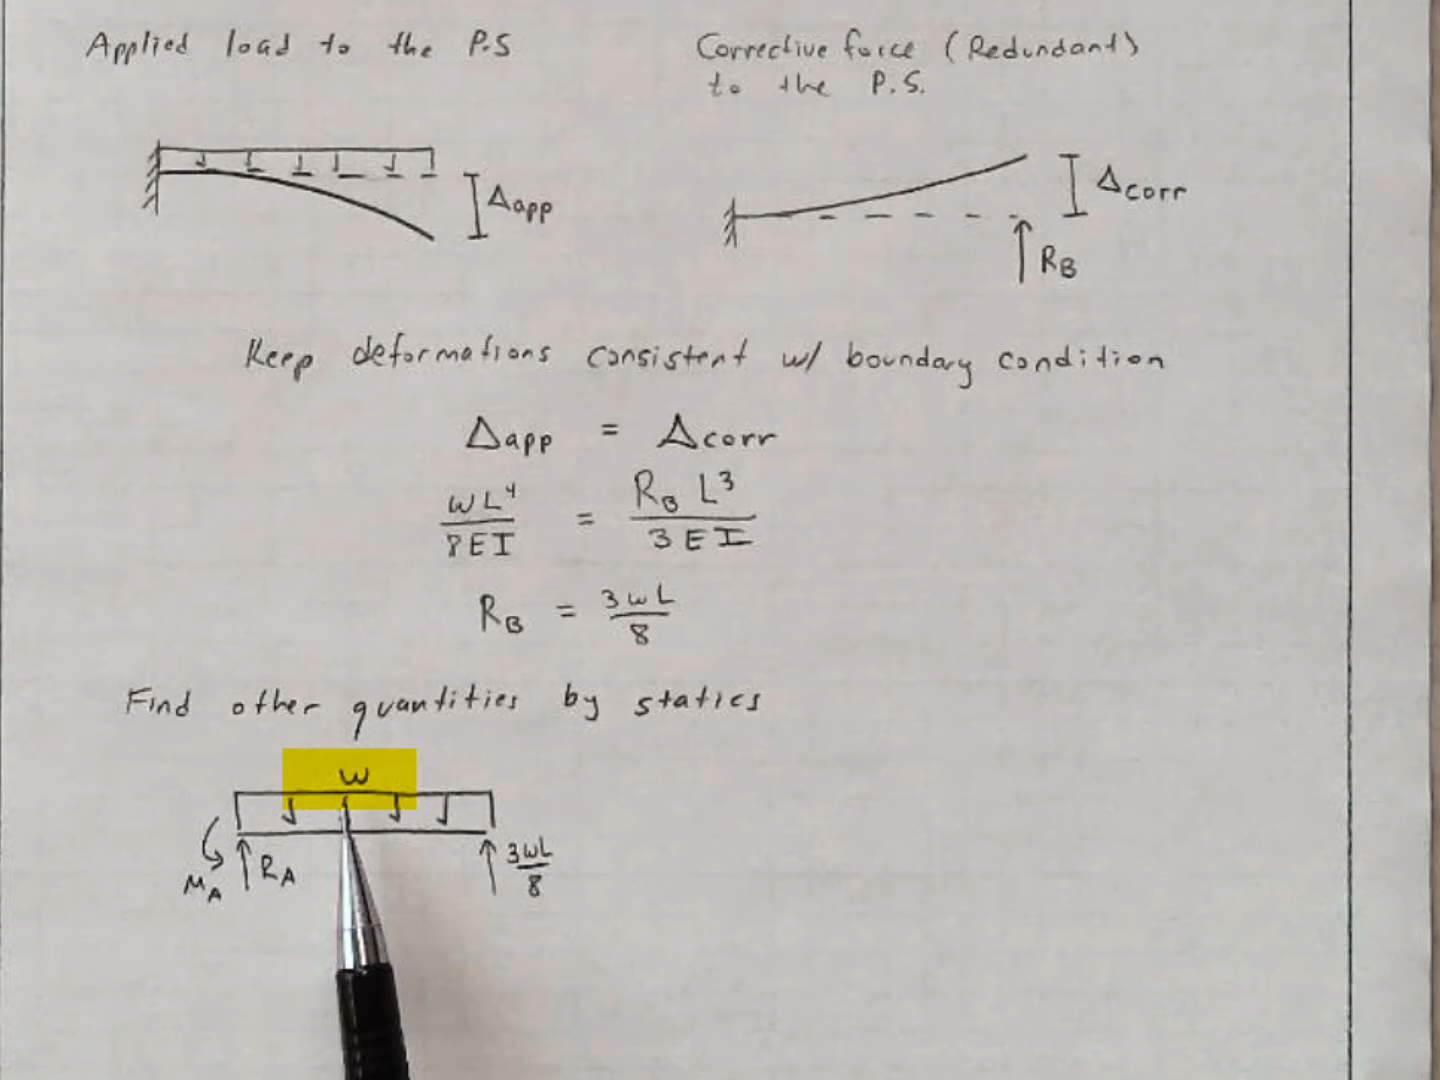 Applied load to the P.S
Corrective force (Redundant)
to the P.S.
Δapp
Δcorr
RB
Keep deformations consistent w/ boundary condition
Δapp = Δcorr
wL⁴/8EI = RB L³/3EI
RB = 3wL/8
Find other quantities by statics
w
MA
RA
3wL/8